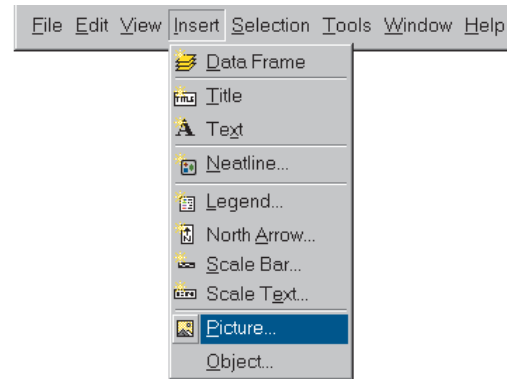 File Edit View Insert Selection Tools Window Help
Data Frame
Title
Text
Neatline...
Legend...
North Arrow...
Scale Bar...
Scale Text...
Picture...
Object...